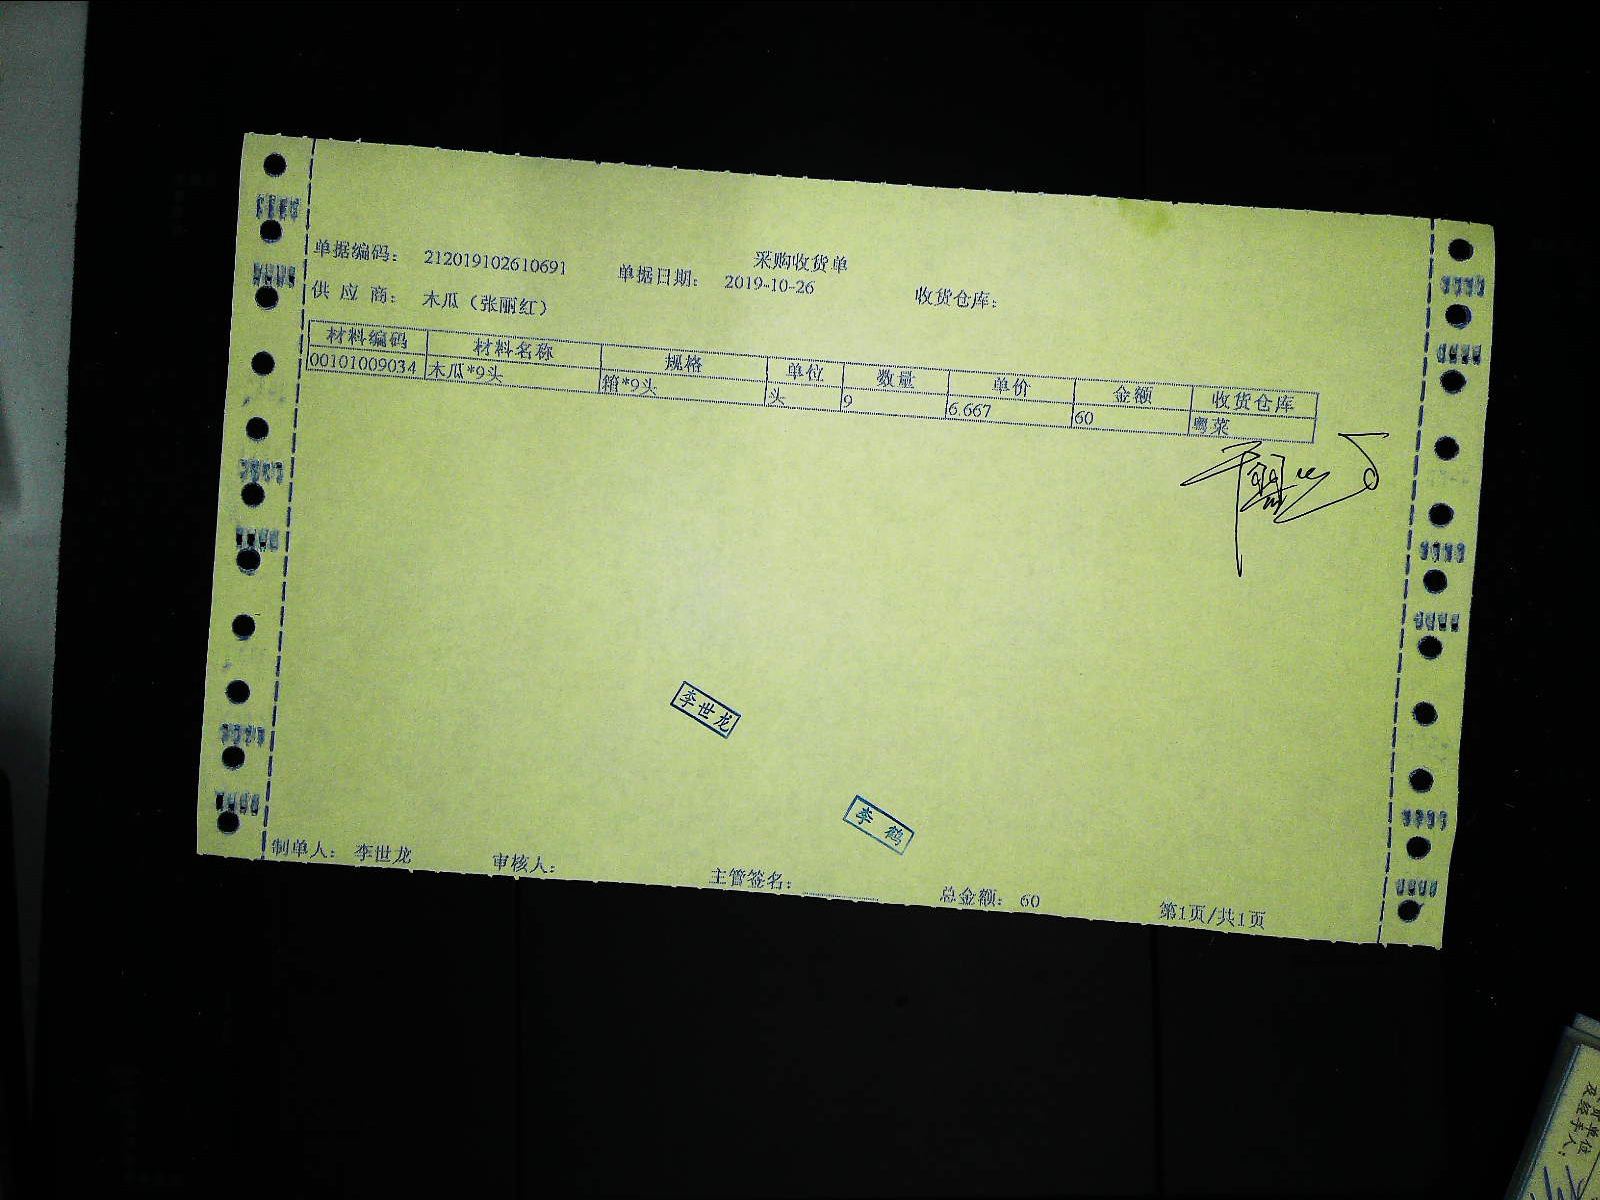 采购收货单
单据编码： 212019102610691 单据日期： 2019-10-26 收货仓库：
供 应 商： 木瓜（张丽红）
材料编码 材料名称 规格 单位 数量 单价 金额 收货仓库
00101009034 木瓜*9头 箱*9头 头 9 6.667 60 粤菜
李世龙
李鹤
制单人： 李世龙 审核人： 主管签名： 总金额： 60 第1页/共1页